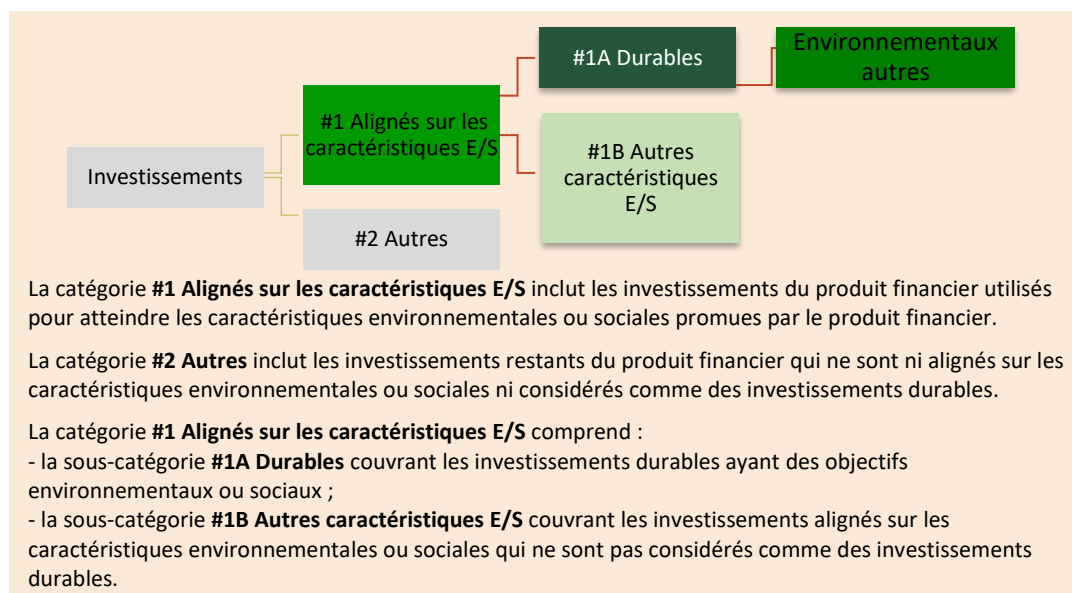 #1A Durables
Environnementaux
autres
#1 Alignés sur les
caractéristiques E/S
#1B Autres
caractéristiques
E/S
Investissements
#2 Autres
La catégorie #1 Alignés sur les caractéristiques E/S inclut les investissements du produit financier utilisés
pour atteindre les caractéristiques environnementales ou sociales promues par le produit financier.
La catégorie #2 Autres inclut les investissements restants du produit financier qui ne sont ni alignés sur les
caractéristiques environnementales ou sociales ni considérés comme des investissements durables.
La catégorie #1 Alignés sur les caractéristiques E/S comprend :
- la sous-catégorie #1A Durables couvrant les investissements durables ayant des objectifs
environnementaux ou sociaux ;
- la sous-catégorie #1B Autres caractéristiques E/S couvrant les investissements alignés sur les
caractéristiques environnementales ou sociales qui ne sont pas considérés comme des investissements
durables.